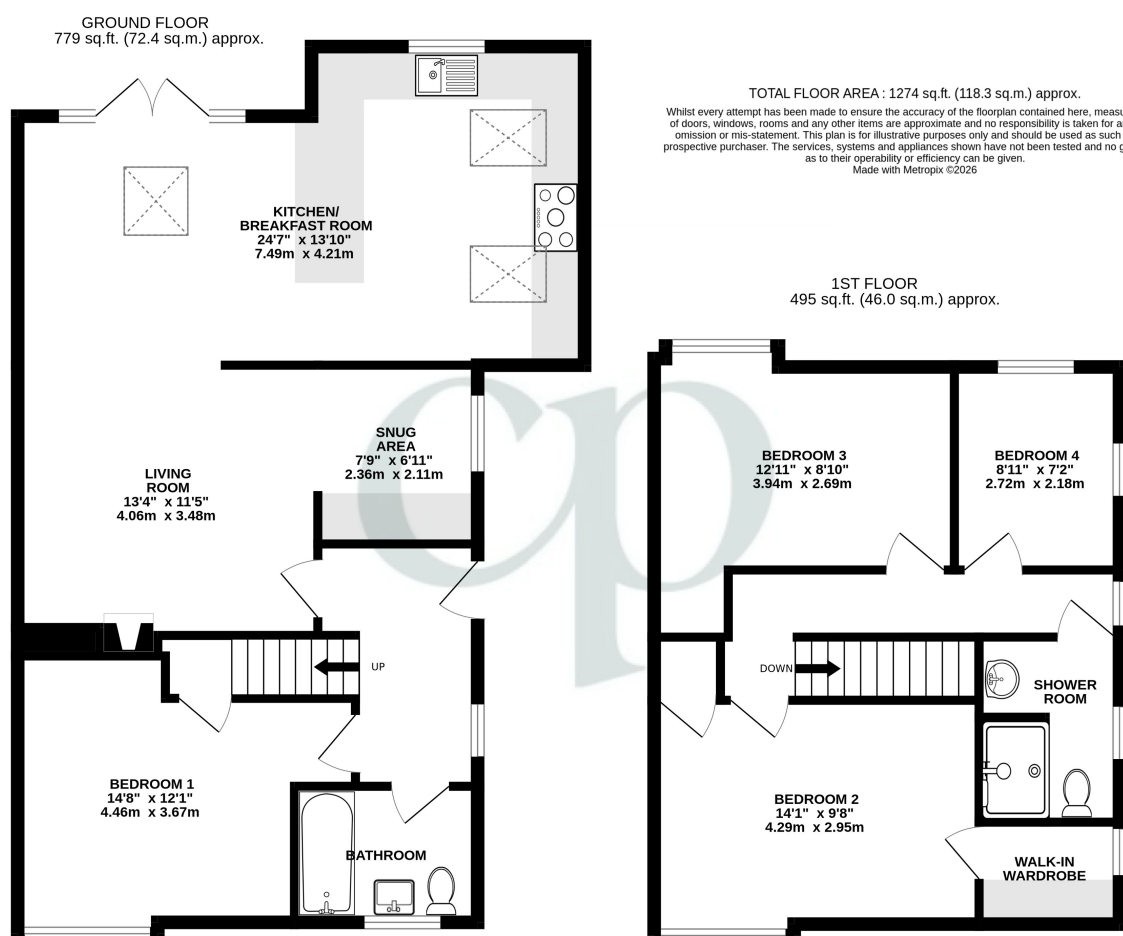 GROUND FLOOR
779 sq.ft. (72.4 sq.m.) approx.
TOTAL FLOOR AREA : 1274 sq.ft. (118.3 sq.m.) approx.
Whilst every attempt has been made to ensure the accuracy of the floorplan contained here,
of doors, windows, rooms and any other items are approximate and no responsibility is taken for
omission or mis-statement. This plan is for illustrative purposes only and should be used as such
prospective purchaser. The services, systems and appliances shown have not been tested and no
as to their operability or efficiency can be given.
Made with Metropix ©2026
KITCHEN/
BREAKFAST ROOM
24'7" x 13'10"
7.49m x 4.21m
1ST FLOOR
495 sq.ft. (46.0 sq.m.) approx.
cp
SNUG
AREA
7'9" x 6'11"
2.36m x 2.11m
LIVING
ROOM
13'4" x 11'5"
4.06m x 3.48m
BEDROOM 3
12'11" x 8'10"
3.94m x 2.69m
BEDROOM 4
8'11" x 7'2"
2.72m x 2.18m
UP
DOWN
SHOWER
ROOM
BEDROOM 1
14'8" x 12'1"
4.46m x 3.67m
BEDROOM 2
14'1" x 9'8"
4.29m x 2.95m
BATHROOM
WALK-IN
WARDROBE